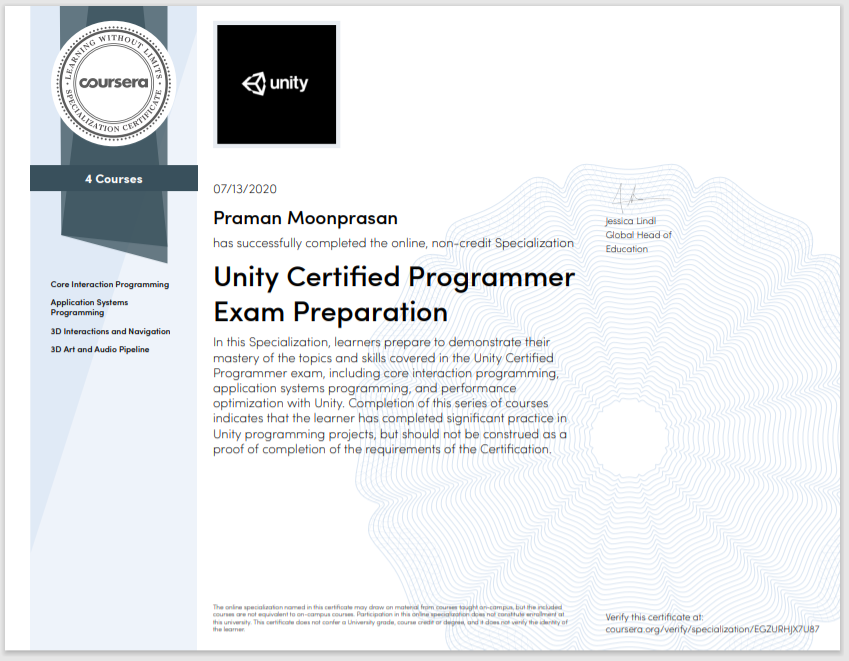 LEARNING WITHOUT LIMITS
coursera
SPECIALIZATION CERTIFICATE
4 Courses
Core Interaction Programming
Application Systems
Programming
3D Interactions and Navigation
3D Art and Audio Pipeline
unity
07/13/2020
Praman Moonprasan
has successfully completed the online, non-credit Specialization
Unity Certified Programmer
Exam Preparation
In this Specialization, learners prepare to demonstrate their
mastery of the topics and skills covered in the Unity Certified
Programmer exam, including core interaction programming,
application systems programming, and performance
optimization with Unity. Completion of this series of courses
indicates that the learner has completed significant practice in
Unity programming projects, but should not be construed as a
proof of completion of the requirements of the Certification.
Jessica Lindl
Global Head of
Education
The online specialization named in this certificate may draw on material from courses taught on-campus, but the included
courses are not equivalent to on-campus courses. Participation in this online specialization does not constitute enrollment at
this university. This certificate does not confer a University grade, course credit or degree, and it does not verify the identity of
the learner.
Verify this certificate at:
coursera.org/verify/specialization/EGZURHJX7U87